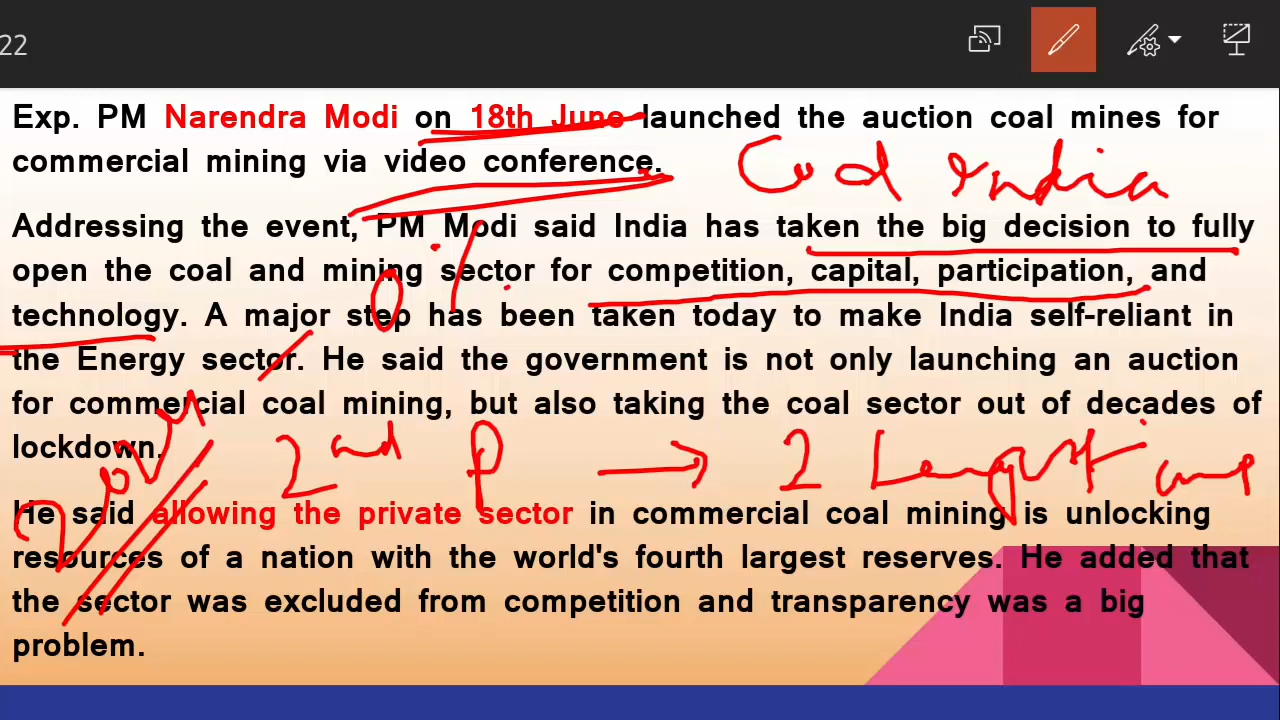 22
Exp. PM Narendra Modi on 18th June launched the auction coal mines for
commercial mining via video conference.
Coal India
Addressing the event, PM Modi said India has taken the big decision to fully
open the coal and mining sector for competition, capital, participation, and
technology. A major step has been taken today to make India self-reliant in
the Energy sector. He said the government is not only launching an auction
for commercial coal mining, but also taking the coal sector out of decades of
lockdown.
2nd P → 2 Largest
He said allowing the private sector in commercial coal mining is unlocking
resources of a nation with the world's fourth largest reserves. He added that
the sector was excluded from competition and transparency was a big
problem.